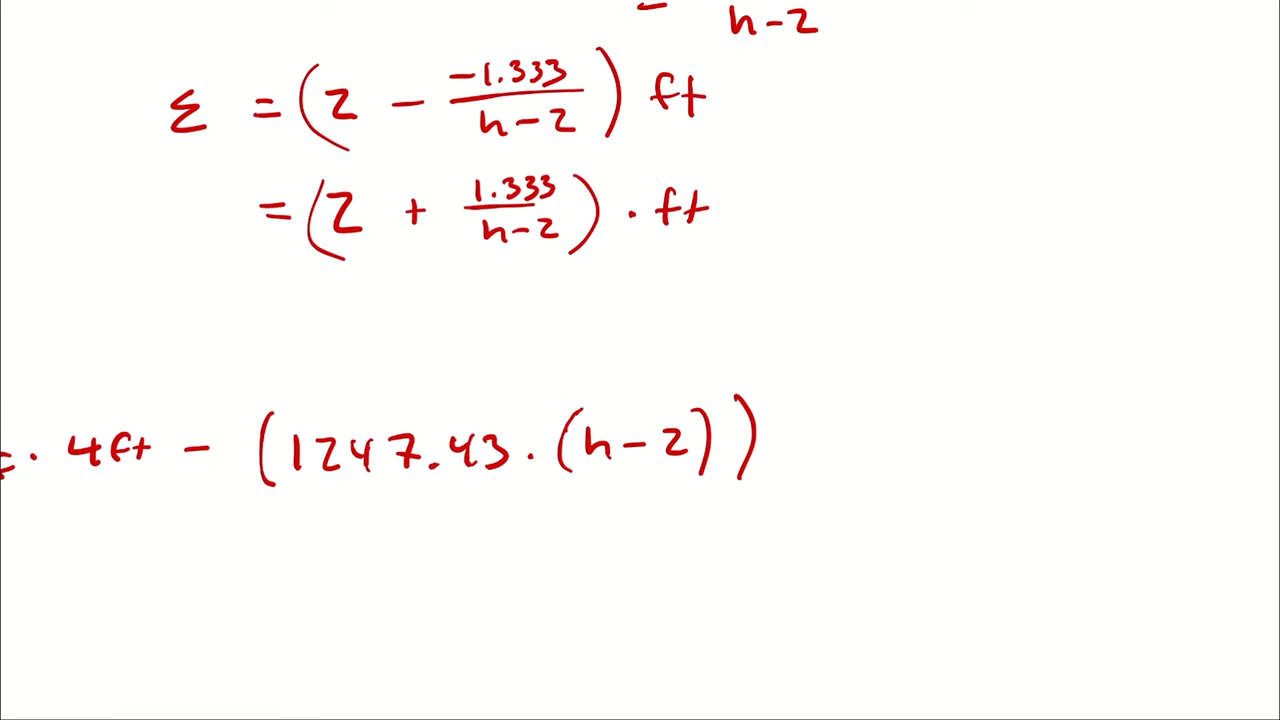 h-2
Σ = (2 - -1.333/h-2) ft
= (2 + 1.333/h-2) · ft
· 4ft - (1247.43 · (h-2))